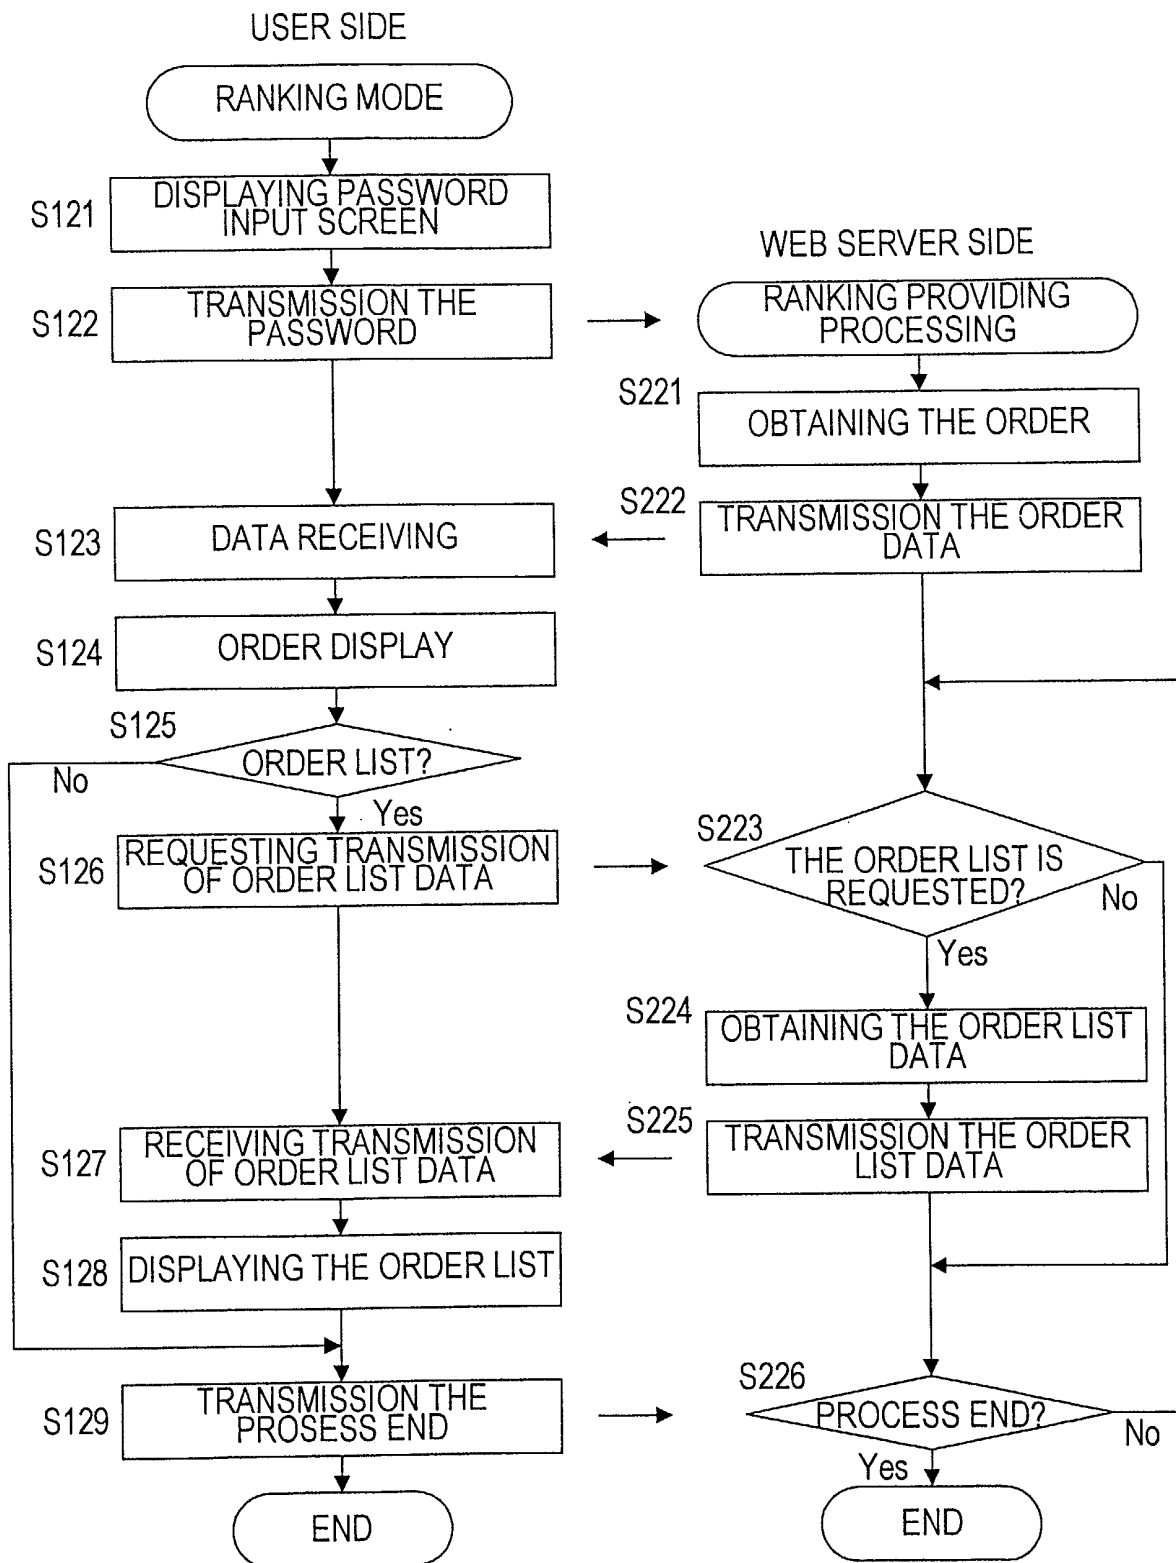 USER SIDE
RANKING MODE
S121
DISPLAYING PASSWORD
INPUT SCREEN
S122
TRANSMISSION THE
PASSWORD
S123
DATA RECEIVING
S124
ORDER DISPLAY
S125
ORDER LIST?
No
Yes
S126
REQUESTING TRANSMISSION
OF ORDER LIST DATA
S127
RECEIVING TRANSMISSION
OF ORDER LIST DATA
S128
DISPLAYING THE ORDER LIST
S129
TRANSMISSION THE
PROSESS END
END
WEB SERVER SIDE
RANKING PROVIDING
PROCESSING
S221
OBTAINING THE ORDER
S222
TRANSMISSION THE ORDER
DATA
S223
THE ORDER LIST IS
REQUESTED?
No
Yes
S224
OBTAINING THE ORDER LIST
DATA
S225
TRANSMISSION THE ORDER
LIST DATA
S226
PROCESS END?
No
Yes
END